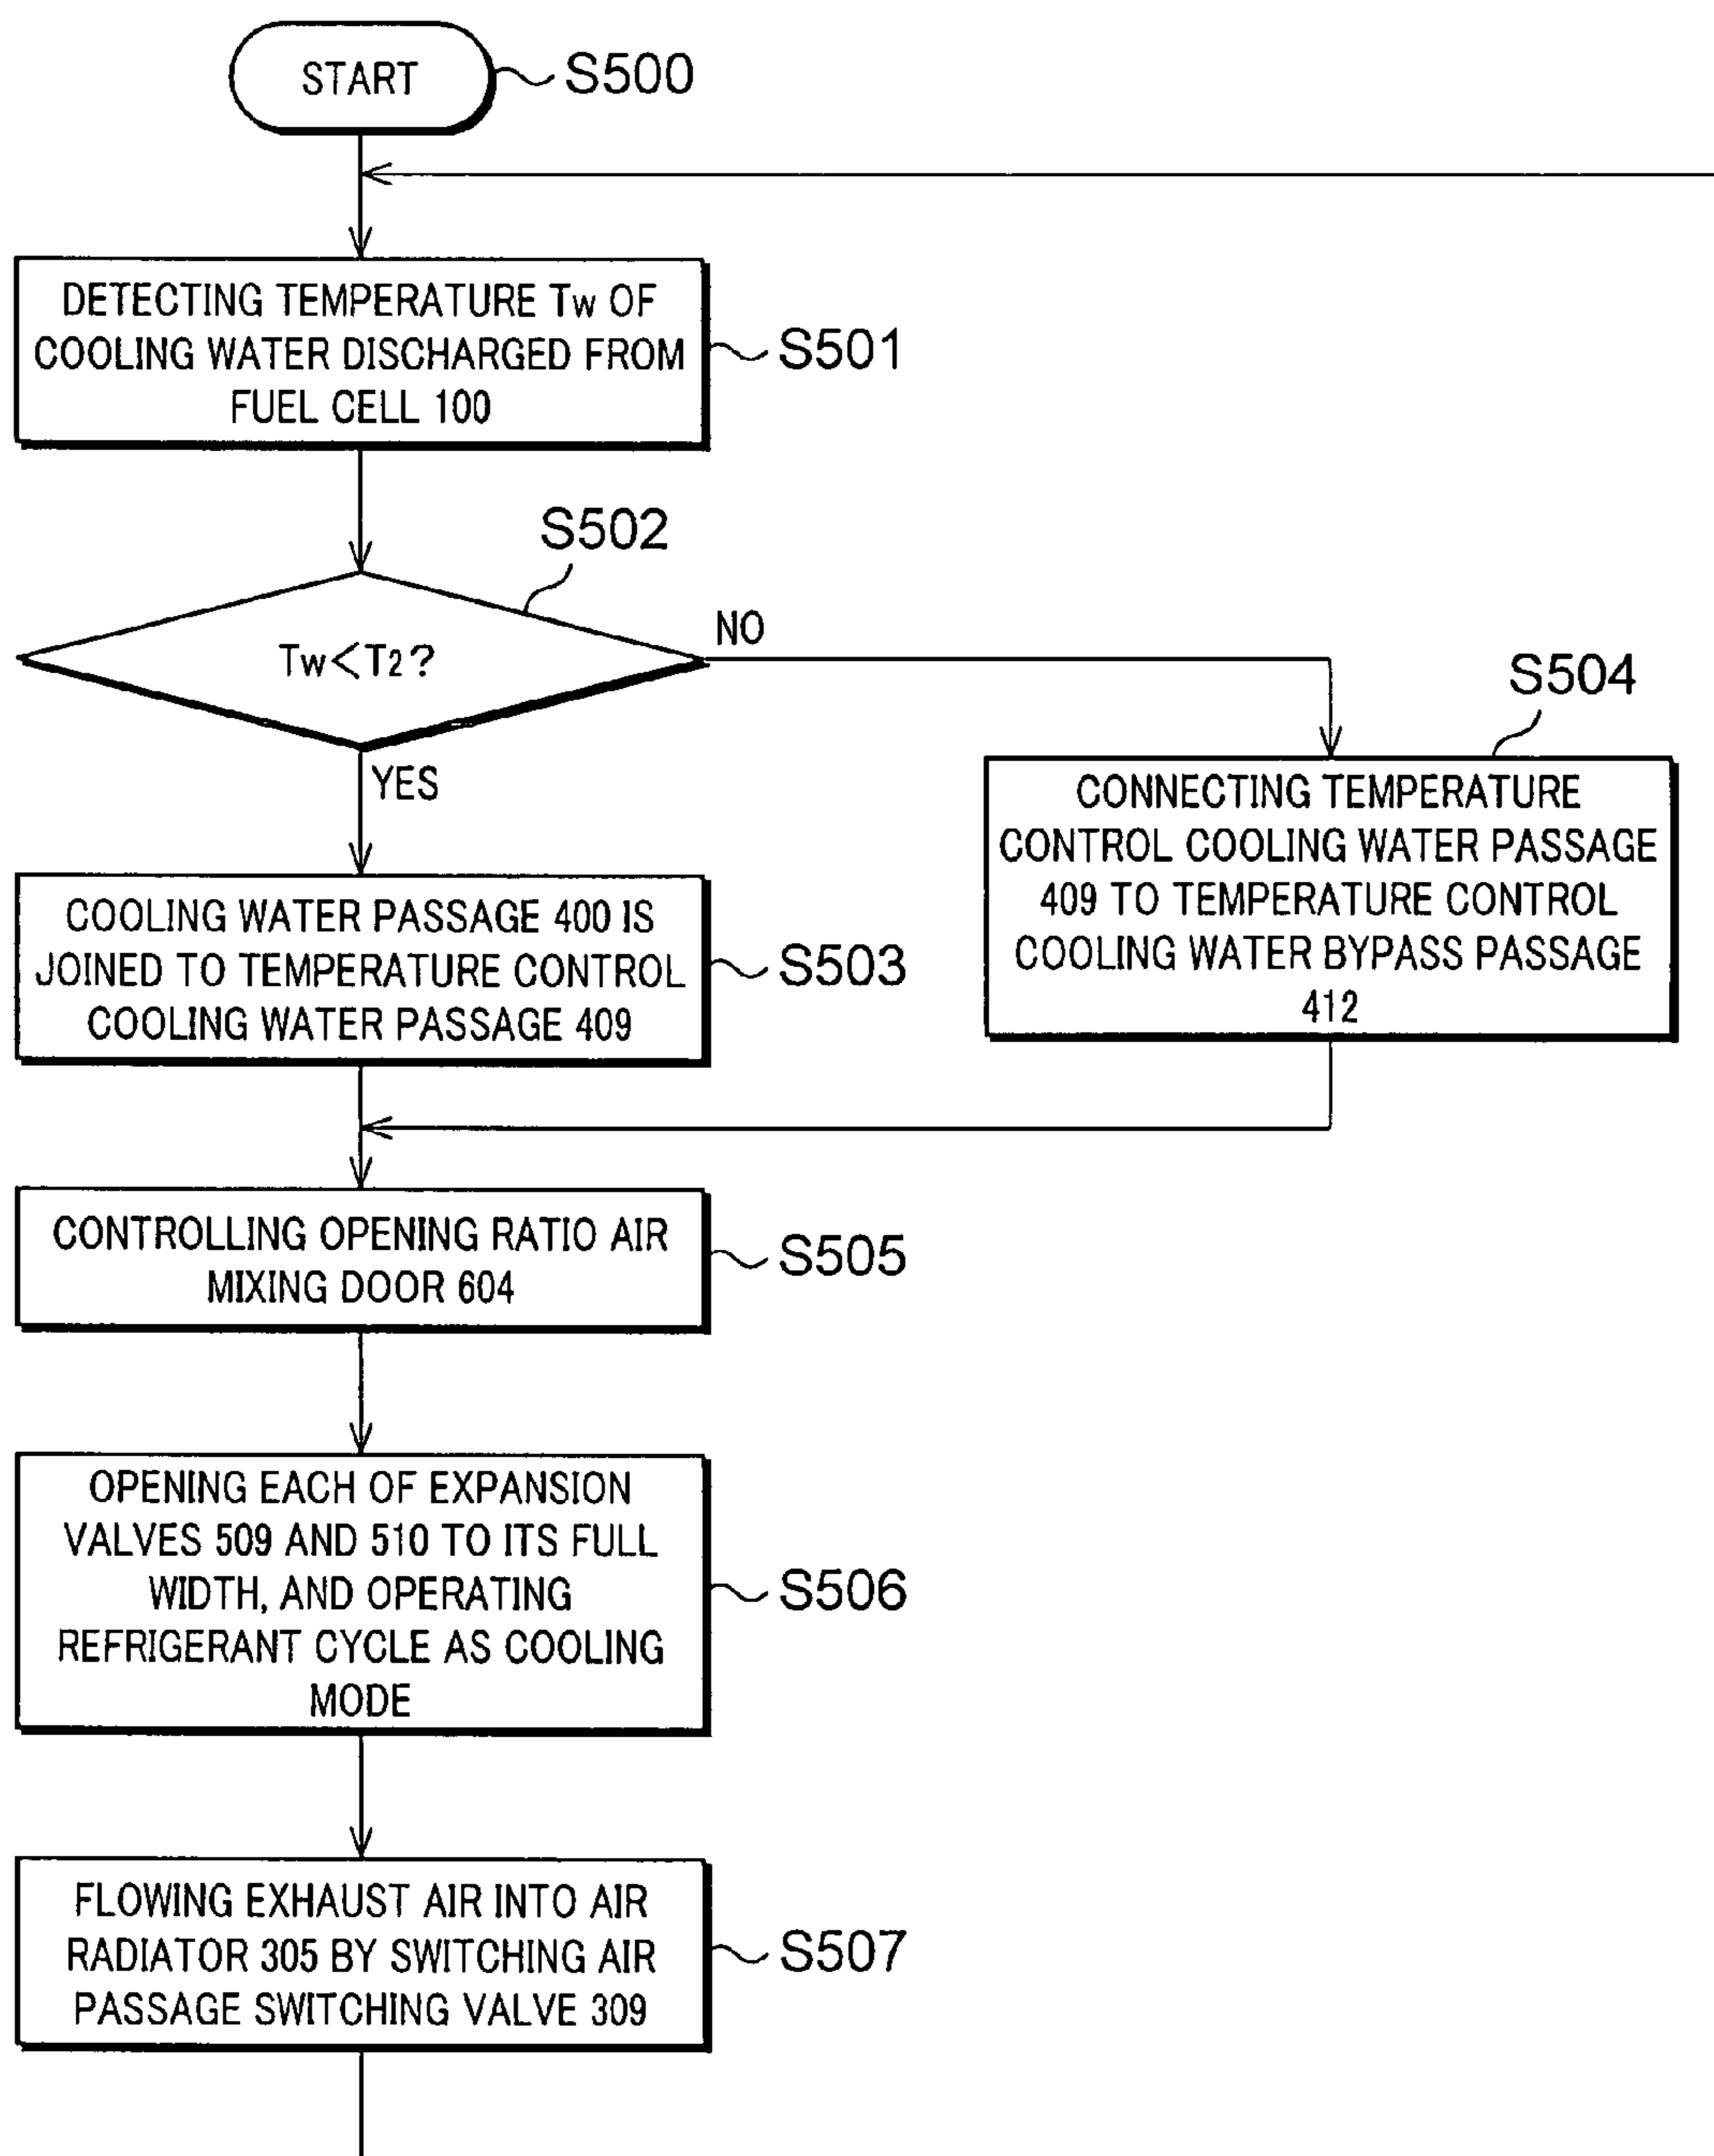 START
S500
DETECTING TEMPERATURE Tw OF
COOLING WATER DISCHARGED FROM
FUEL CELL 100
S501
S502
Tw<T2?
NO
YES
S504
CONNECTING TEMPERATURE
CONTROL COOLING WATER PASSAGE
409 TO TEMPERATURE CONTROL
COOLING WATER BYPASS PASSAGE
412
COOLING WATER PASSAGE 400 IS
JOINED TO TEMPERATURE CONTROL
COOLING WATER PASSAGE 409
S503
CONTROLLING OPENING RATIO AIR
MIXING DOOR 604
S505
OPENING EACH OF EXPANSION
VALVES 509 AND 510 TO ITS FULL
WIDTH, AND OPERATING
REFRIGERANT CYCLE AS COOLING
MODE
S506
FLOWING EXHAUST AIR INTO AIR
RADIATOR 305 BY SWITCHING AIR
PASSAGE SWITCHING VALVE 309
S507